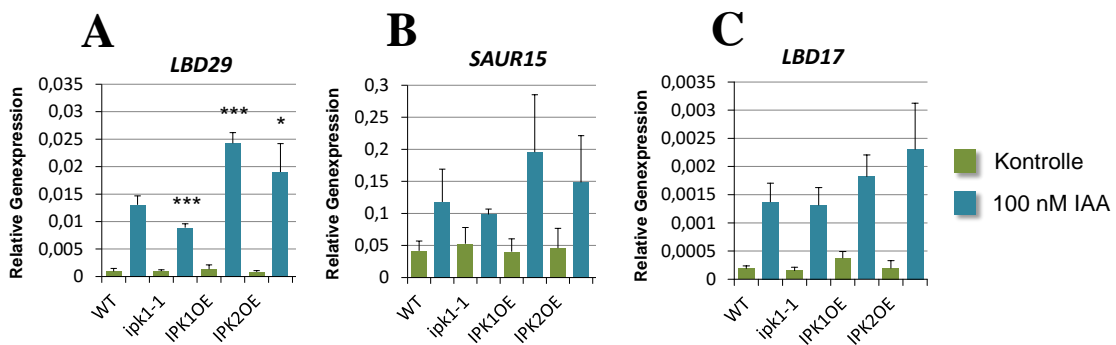 A
LBD29
Relative Genexpression
0,035
0,03
0,025
0,02
0,015
0,01
0,005
0
***
***
*
WT
ipk1-1
IPK1OE
IPK2OE
B
SAUR15
Relative Genexpression
0,3
0,25
0,2
0,15
0,1
0,05
0
WT
ipk1-1
IPK1OE
IPK2OE
C
LBD17
Relative Genexpression
0,0035
0,003
0,0025
0,002
0,0015
0,001
0,0005
0
WT
ipk1-1
IPK1OE
IPK2OE
Kontrolle
100 nM IAA